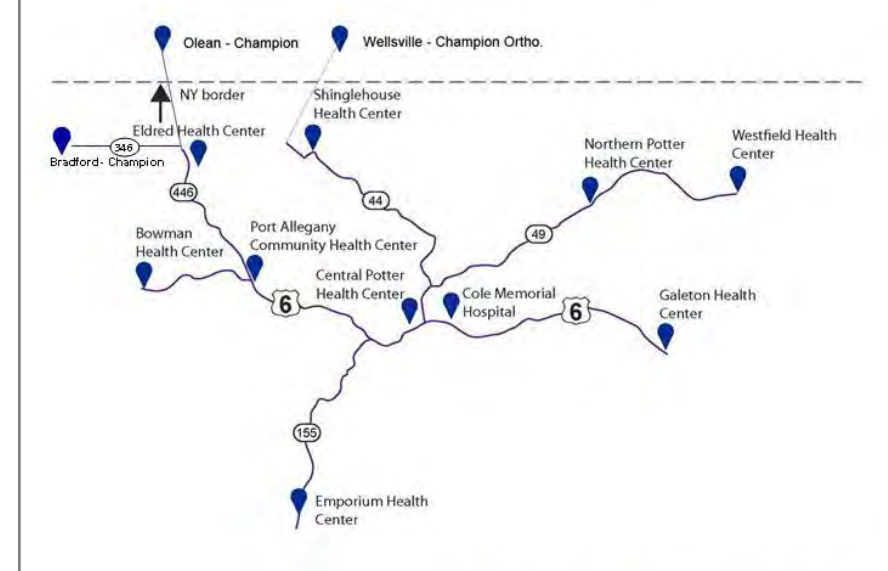 Olean - Champion
Wellsville - Champion Ortho.
NY border
Shinglehouse
Health Center
Eldred Health Center
346
Bradford- Champion
Northern Potter
Health Center
Westfield Health
Center
446
44
49
Bowman
Health Center
Port Allegany
Community Health Center
Central Potter
Health Center
6
Cole Memorial
Hospital
6
Galeton Health
Center
155
Emporium Health
Center